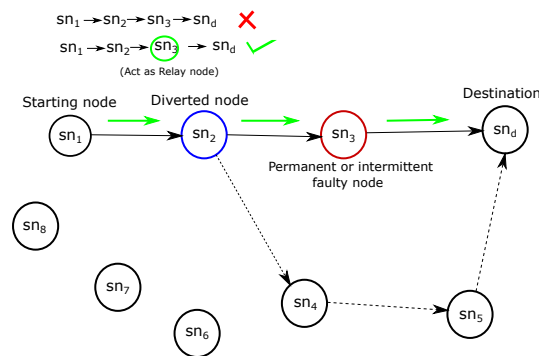 sn1 → sn2 → sn3 → snd ✗
sn1 → sn2 → sn3 → snd ✓
(Act as Relay node)
Starting node
Diverted node
Destination
sn1
sn2
sn3
snd
Permanent or intermittent
faulty node
sn8
sn7
sn4
sn5
sn6